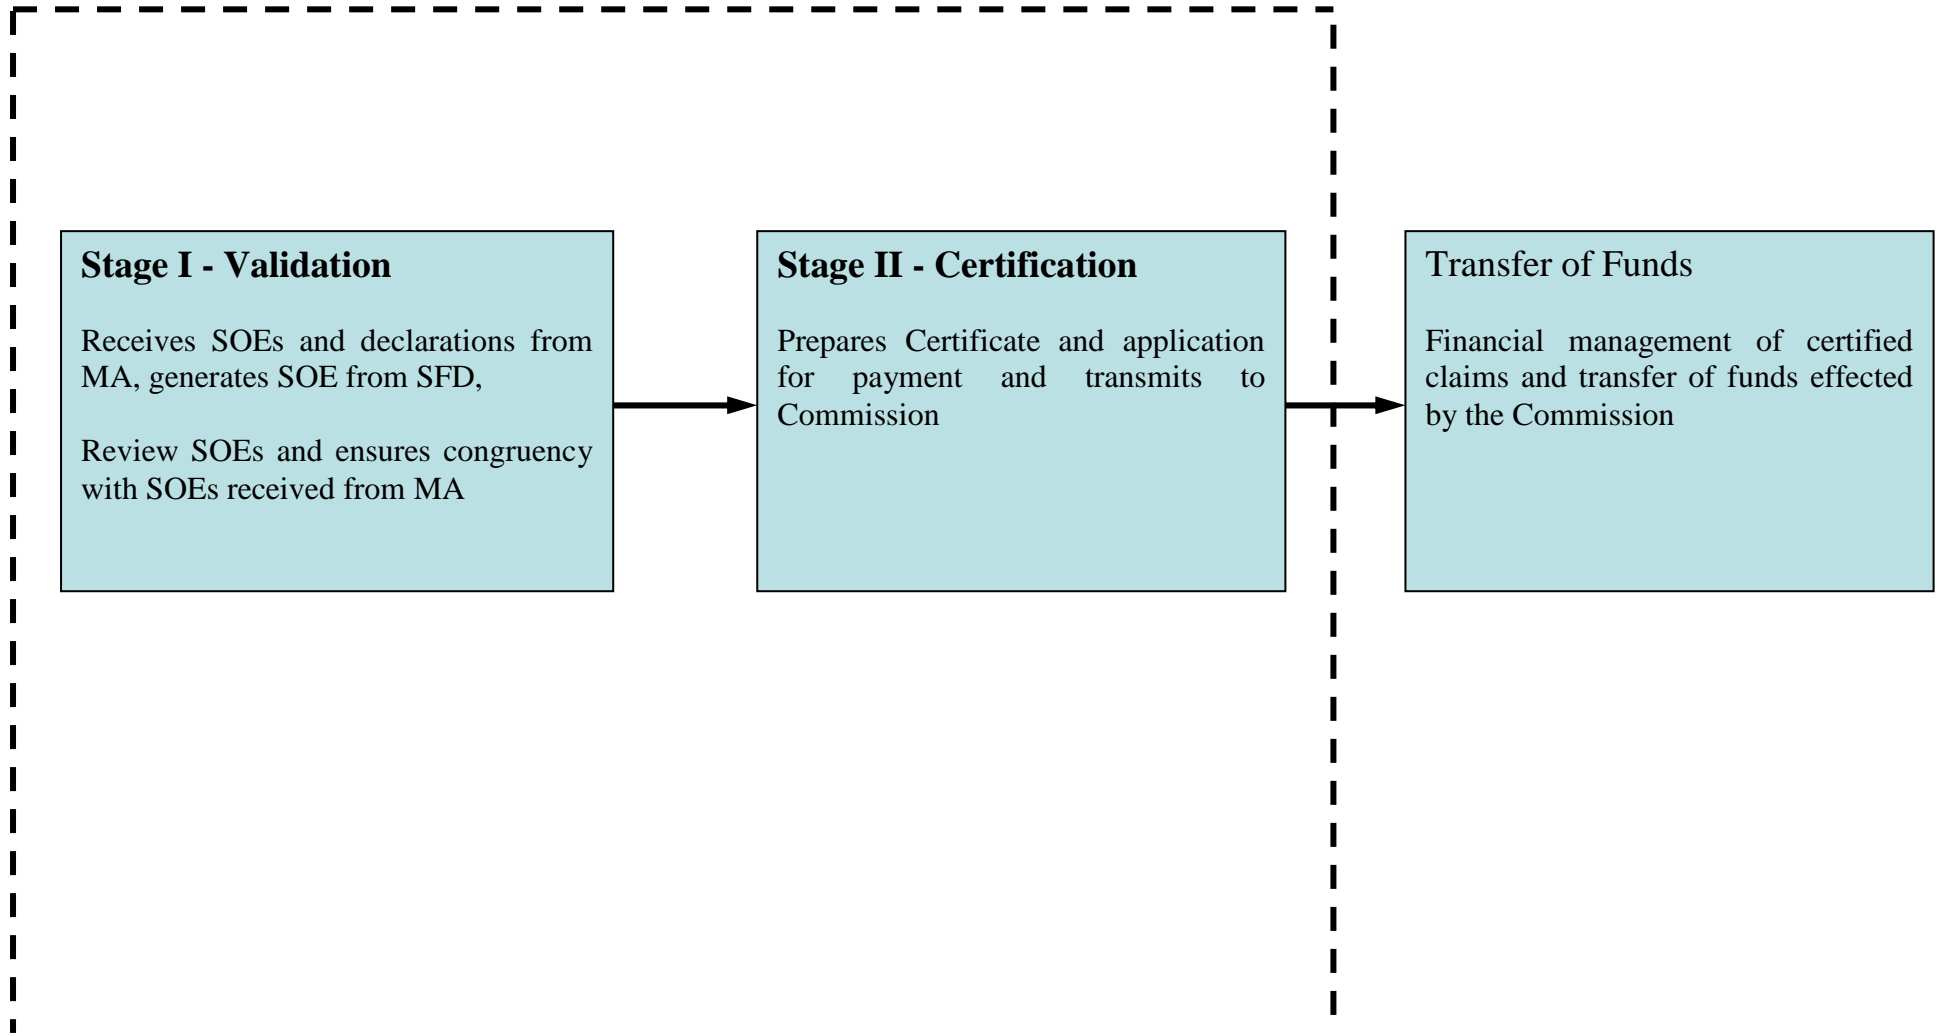 Stage I - Validation
Receives SOEs and declarations from
MA, generates SOE from SFD,
Review SOEs and ensures congruency
with SOEs received from MA
Stage II - Certification
Prepares Certificate and application
for payment and transmits to
Commission
Transfer of Funds
Financial management of certified
claims and transfer of funds effected
by the Commission